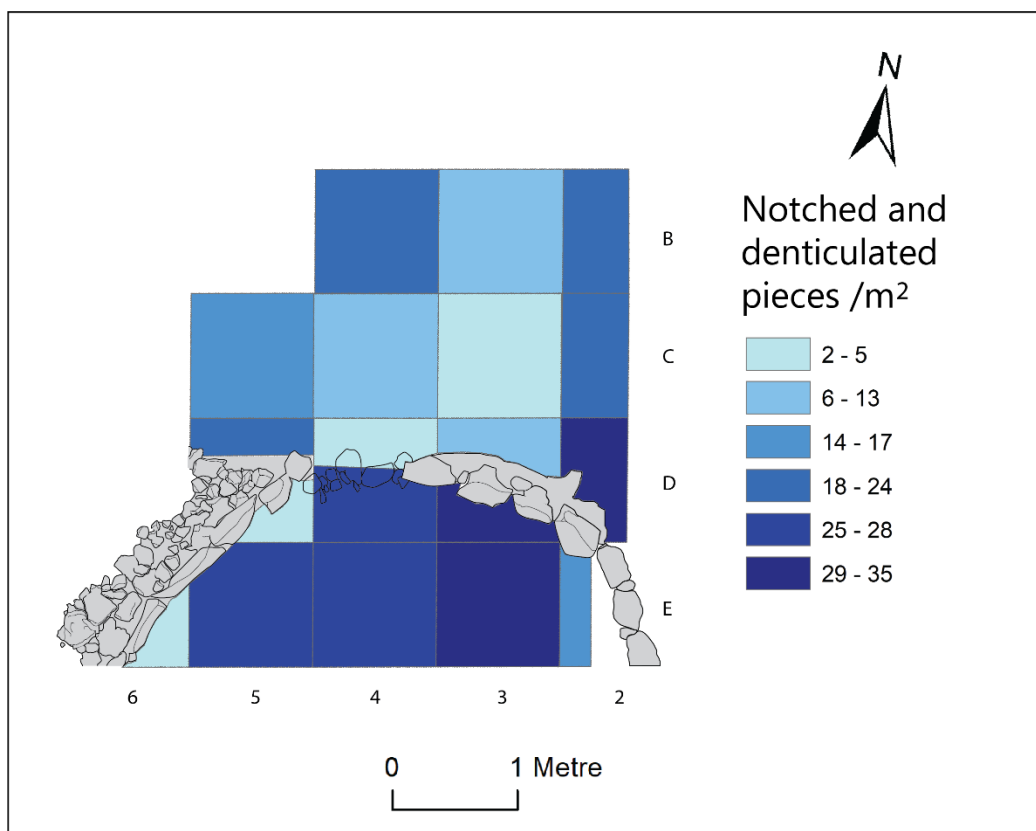 N
Notched and
denticulated
pieces /m²
2 - 5
6 - 13
14 - 17
18 - 24
25 - 28
29 - 35
B
C
D
E
6 5 4 3 2
0 1 Metre